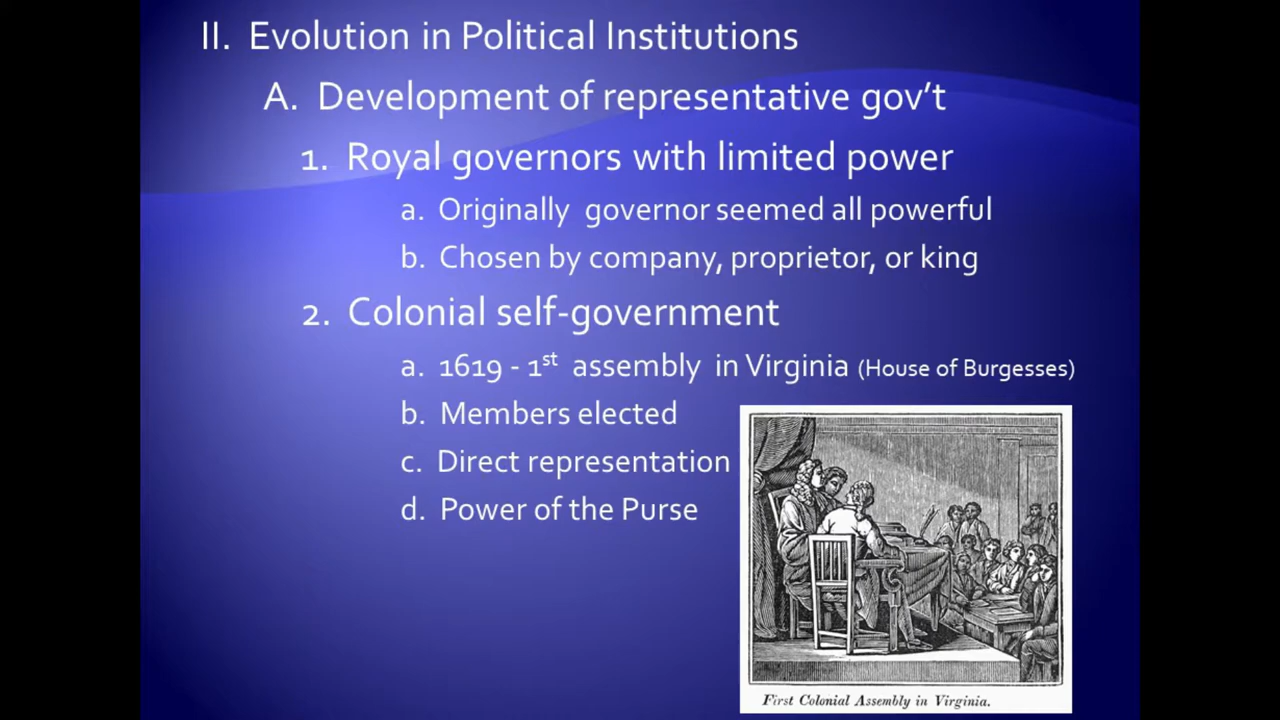 II. Evolution in Political Institutions
A. Development of representative gov't
1. Royal governors with limited power
a. Originally governor seemed all powerful
b. Chosen by company, proprietor, or king
2. Colonial self-government
a. 1619 - 1st assembly in Virginia (House of Burgesses)
b. Members elected
c. Direct representation
d. Power of the Purse
First Colonial Assembly in Virginia.